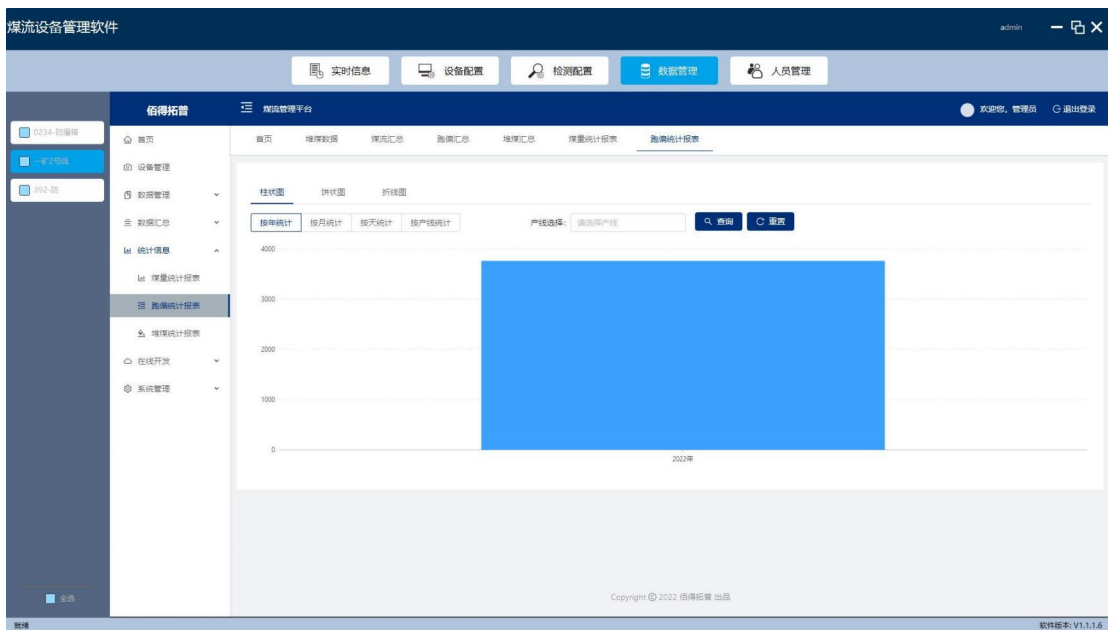 煤流设备管理软件
admin
实时信息 设备配置 检测配置 数据管理 人员管理
佰得拓普 煤流管理平台 欢迎您，管理员 退出登录
0234-防爆箱
一矿2号线
392-防
首页
设备管理
数据管理
数据汇总
统计信息
煤量统计报表
跑偏统计报表
堆煤统计报表
在线开发
系统管理
首页 堆煤数据 煤流汇总 跑偏汇总 堆煤汇总 煤量统计报表 跑偏统计报表
柱状图 饼状图 折线图
按年统计 按月统计 按天统计 按产线统计 产线选择： 请选择产线 查询 重置
4000
3000
2000
1000
0
2022年
全选
Copyright © 2022 佰得拓普 出品
就绪 软件版本: V1.1.1.6